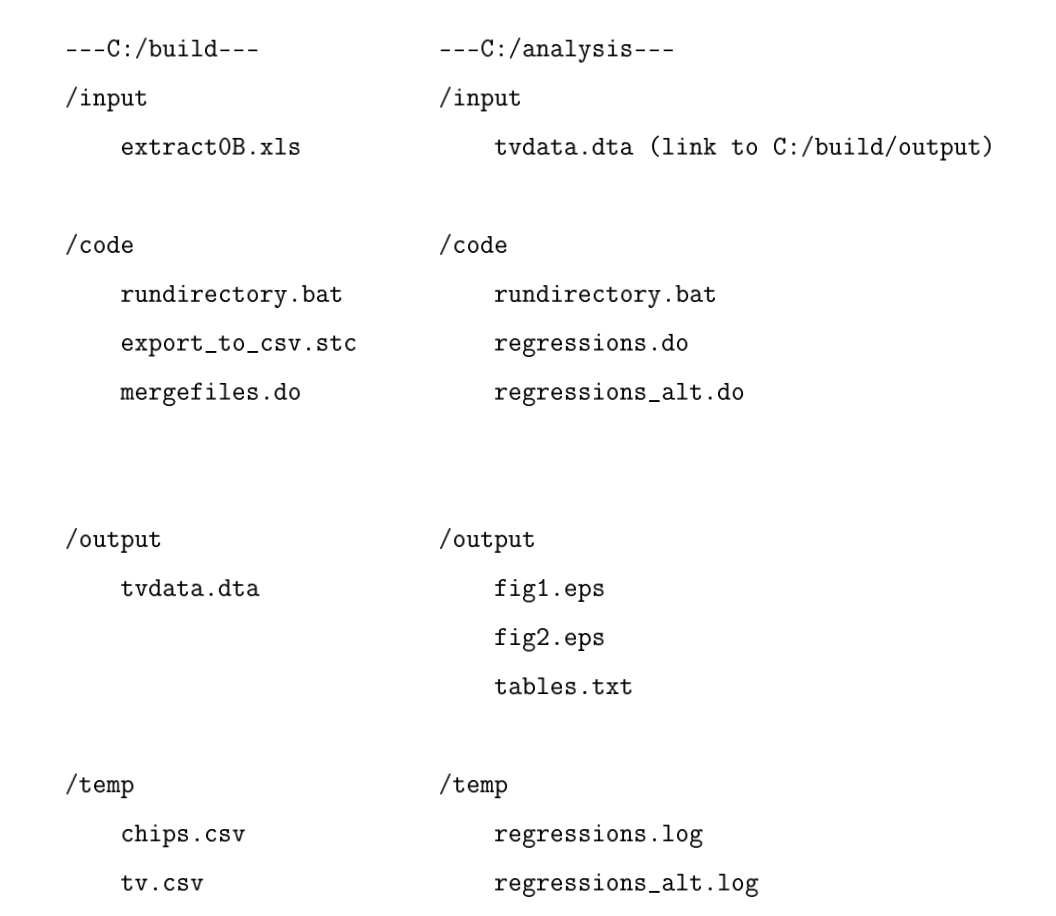 ---C:/build--- ---C:/analysis---
/input /input
extract0B.xls tvdata.dta (link to C:/build/output)
/code /code
rundirectory.bat rundirectory.bat
export_to_csv.stc regressions.do
mergefiles.do regressions_alt.do
/output /output
tvdata.dta fig1.eps
fig2.eps
tables.txt
/temp /temp
chips.csv regressions.log
tv.csv regressions_alt.log